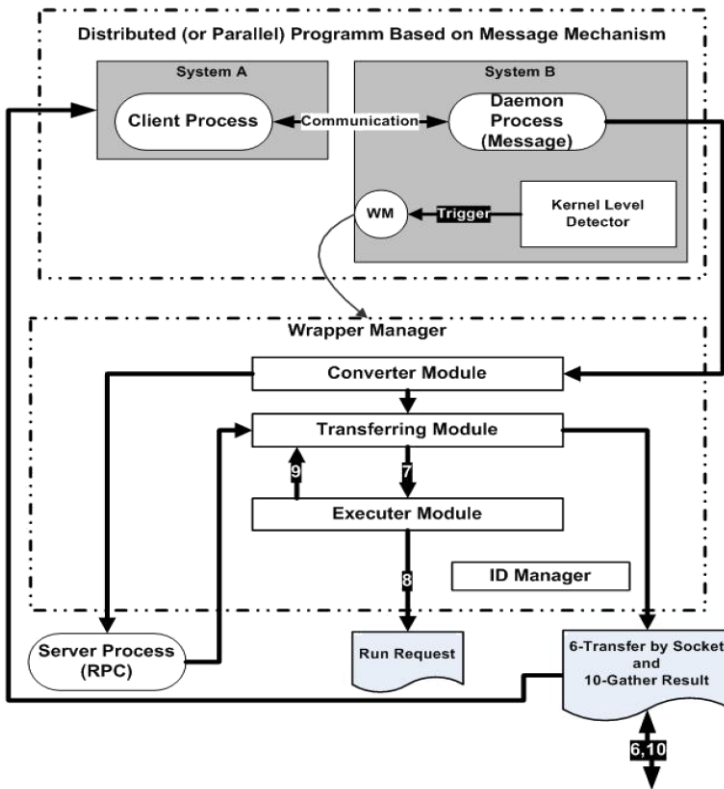 Distributed (or Parallel) Programm Based on Message Mechanism
System A
System B
Client Process
Communication
Daemon
Process
(Message)
WM
Trigger
Kernel Level
Detector
Wrapper Manager
Converter Module
Transferring Module
9
7
Executer Module
8
ID Manager
Server Process
(RPC)
Run Request
6-Transfer by Socket
and
10-Gather Result
6,10